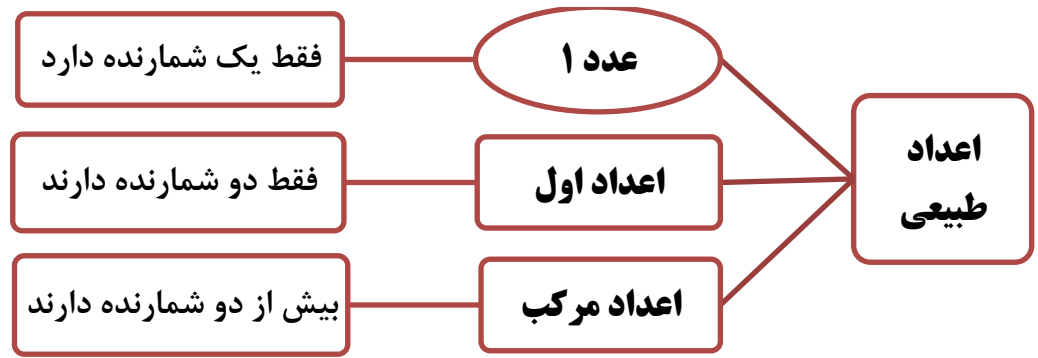 اعداد
طبیعی
عدد ۱
فقط یک شمارنده دارد
اعداد اول
فقط دو شمارنده دارند
اعداد مرکب
بیش از دو شمارنده دارند